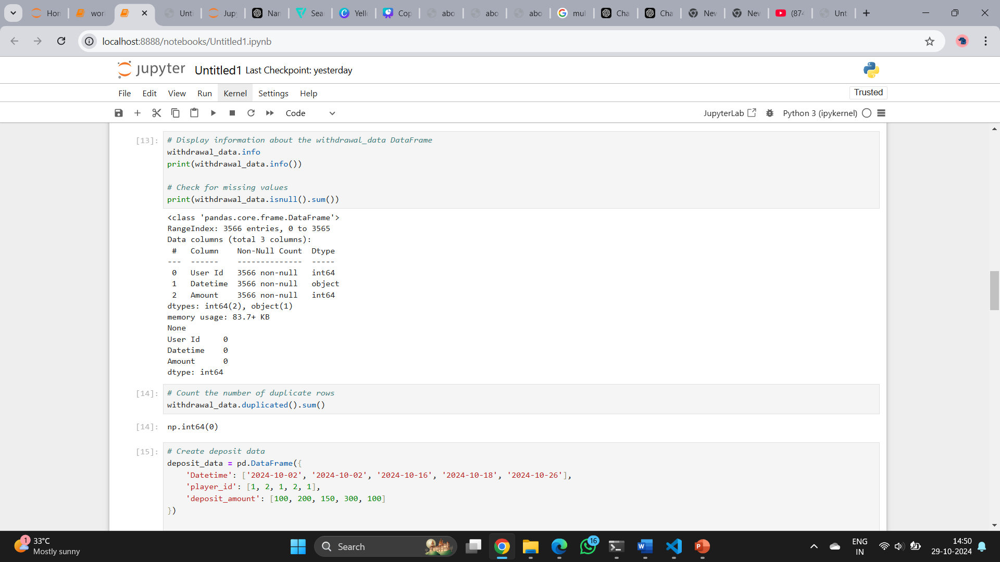 Hon
wor
Unti
Jup
Nan
Sea
Yell
Cop
abo
abo
abo
mul
Cha
Cha
New
New
(874
Unt
localhost:8888/notebooks/Untitled1.ipynb
jupyter Untitled1 Last Checkpoint: yesterday
File Edit View Run Kernel Settings Help
Trusted
Code
JupyterLab
Python 3 (ipykernel)
[13]: # Display information about the withdrawal_data DataFrame
withdrawal_data.info
print(withdrawal_data.info())
# Check for missing values
print(withdrawal_data.isnull().sum())
<class 'pandas.core.frame.DataFrame'>
RangeIndex: 3566 entries, 0 to 3565
Data columns (total 3 columns):
 #   Column    Non-Null Count  Dtype
---  ------    --------------  -----
 0   User Id   3566 non-null   int64
 1   Datetime  3566 non-null   object
 2   Amount    3566 non-null   int64
dtypes: int64(2), object(1)
memory usage: 83.7+ KB
None
User Id     0
Datetime    0
Amount      0
dtype: int64
[14]: # Count the number of duplicate rows
withdrawal_data.duplicated().sum()
[14]: np.int64(0)
[15]: # Create deposit data
deposit_data = pd.DataFrame({
    'Datetime': ['2024-10-02', '2024-10-02', '2024-10-16', '2024-10-18', '2024-10-26'],
    'player_id': [1, 2, 1, 2, 1],
    'deposit_amount': [100, 200, 150, 300, 100]
})
1
33°C
Mostly sunny
Search
16
ENG
IN
14:50
29-10-2024